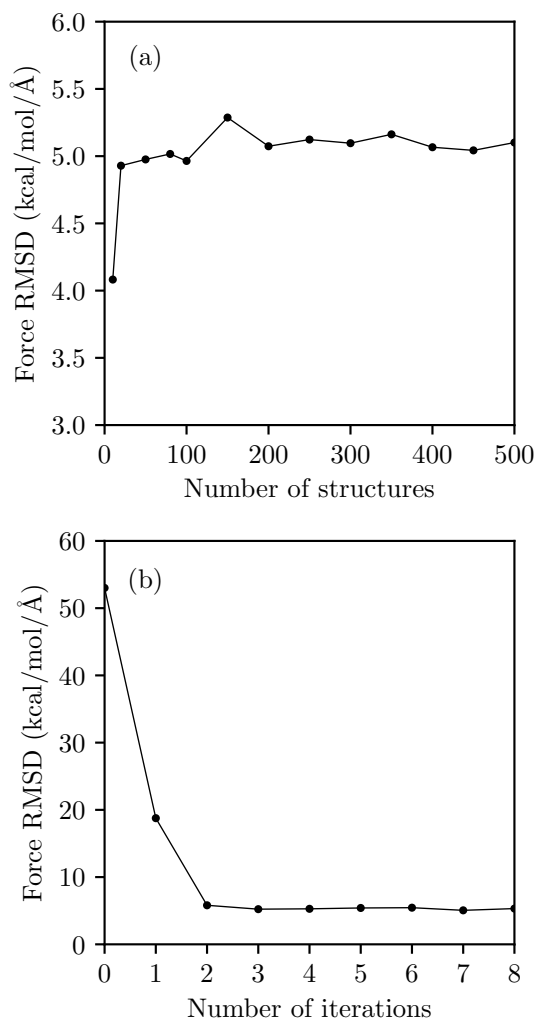 (a)
Force RMSD (kcal/mol/Å)
6.0
5.5
5.0
4.5
4.0
3.5
3.0
0 100 200 300 400 500
Number of structures
(b)
Force RMSD (kcal/mol/Å)
60
50
40
30
20
10
0
0 1 2 3 4 5 6 7 8
Number of iterations